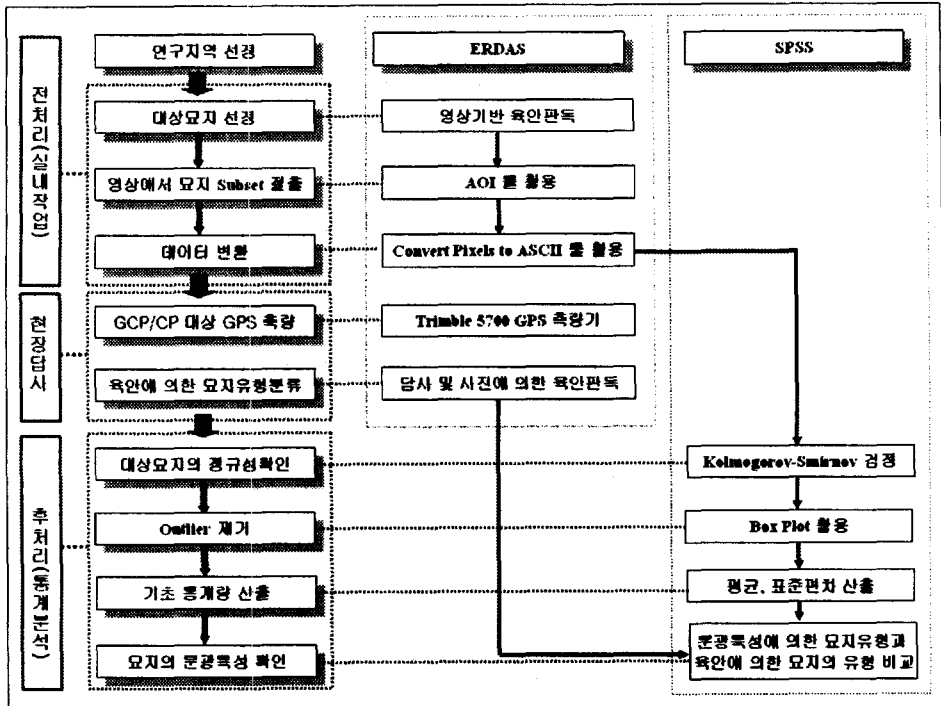 연구지역 선정
ERDAS
SPSS
전처리(실내작업)
대상묘지 선정
영상기반 육안판독
영상에서 묘지 Subset 절출
AOI 툴 활용
데이터 변환
Convert Pixels to ASCII 툴 활용
현장답사
GCP/CP 대상 GPS 측량
Trimble 5700 GPS 측량기
육안에 의한 묘지유형분류
답사 및 사진에 의한 육안판독
후처리(통계분석)
대상묘지의 정규성확인
Kolmogorov-Smirnov 검정
Outlier 제거
Box Plot 활용
기초 통계량 산출
평균, 표준편차 산출
묘지의 분광특성 확인
분광특성에 의한 묘지유형과
육안에 의한 묘지의 유형 비교